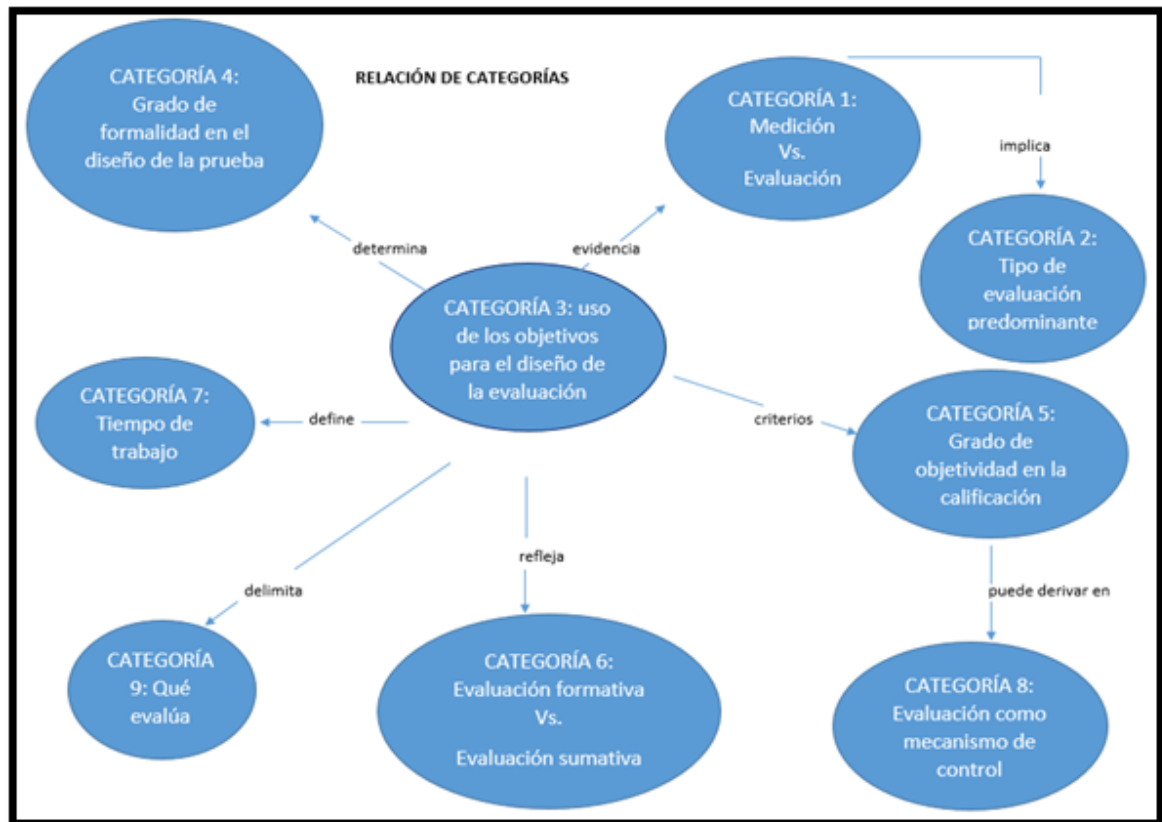 RELACIÓN DE CATEGORÍAS
CATEGORÍA 4:
Grado de
formalidad en el
diseño de la prueba
CATEGORÍA 1:
Medición
Vs.
Evaluación
implica
CATEGORÍA 2:
Tipo de
evaluación
predominante
determina
evidencia
CATEGORÍA 3: uso
de los objetivos
para el diseño de
la evaluación
CATEGORÍA 7:
Tiempo de
trabajo
define
criterios
CATEGORÍA 5:
Grado de
objetividad en la
calificación
refleja
delimita
puede derivar en
CATEGORÍA
9: Qué
evalúa
CATEGORÍA 6:
Evaluación formativa
Vs.
Evaluación sumativa
CATEGORÍA 8:
Evaluación como
mecanismo de
control